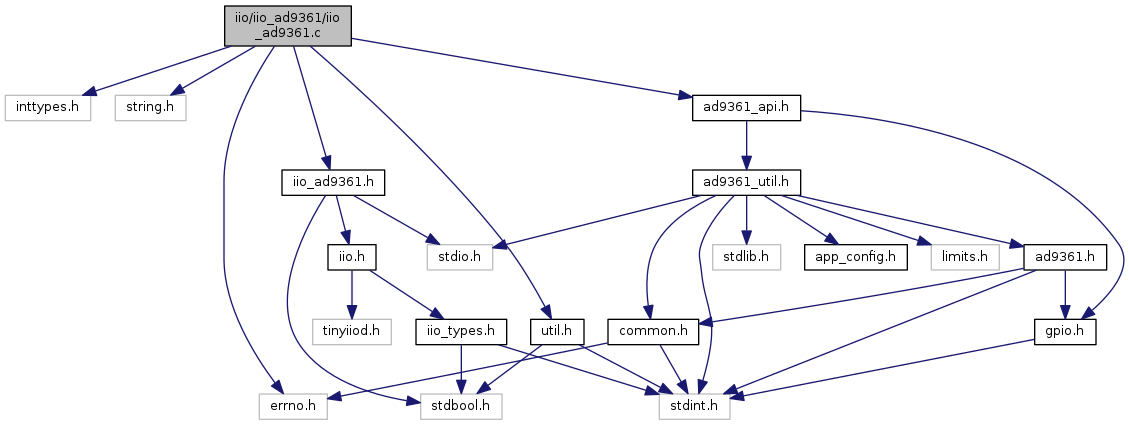 iio/iio_ad9361/iio
_ad9361.c
inttypes.h
string.h
ad9361_api.h
iio_ad9361.h
ad9361_util.h
iio.h
stdio.h
stdlib.h
app_config.h
limits.h
ad9361.h
tinyiiod.h
iio_types.h
util.h
common.h
gpio.h
errno.h
stdbool.h
stdint.h